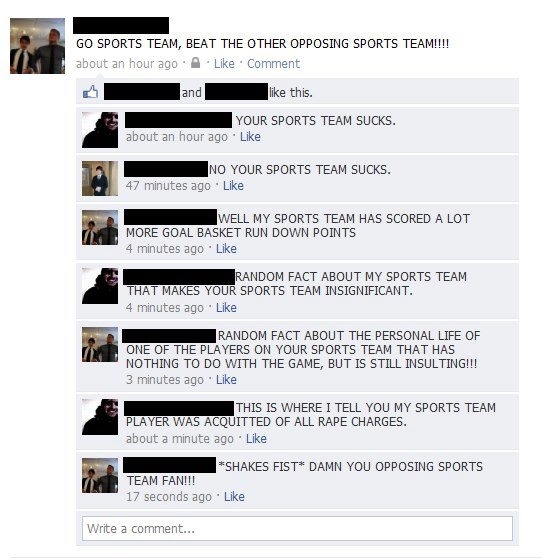 GO SPORTS TEAM, BEAT THE OTHER OPPOSING SPORTS TEAM!!!!
about an hour ago · · Like · Comment
and like this.
YOUR SPORTS TEAM SUCKS.
about an hour ago · Like
NO YOUR SPORTS TEAM SUCKS.
47 minutes ago · Like
WELL MY SPORTS TEAM HAS SCORED A LOT
MORE GOAL BASKET RUN DOWN POINTS
4 minutes ago · Like
RANDOM FACT ABOUT MY SPORTS TEAM
THAT MAKES YOUR SPORTS TEAM INSIGNIFICANT.
4 minutes ago · Like
RANDOM FACT ABOUT THE PERSONAL LIFE OF
ONE OF THE PLAYERS ON YOUR SPORTS TEAM THAT HAS
NOTHING TO DO WITH THE GAME, BUT IS STILL INSULTING!!!
3 minutes ago · Like
THIS IS WHERE I TELL YOU MY SPORTS TEAM
PLAYER WAS ACQUITTED OF ALL RAPE CHARGES.
about a minute ago · Like
*SHAKES FIST* DAMN YOU OPPOSING SPORTS
TEAM FAN!!!
17 seconds ago · Like
Write a comment...